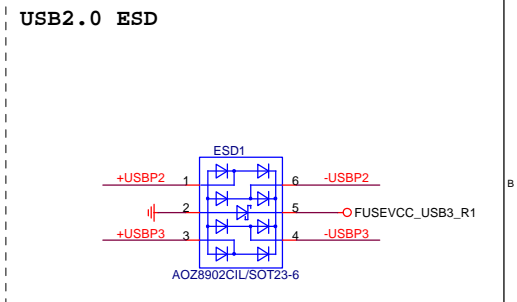 USB2.0 ESD
ESD1
+USBP2 1 6 -USBP2
2 5 FUSEVCC_USB3_R1
+USBP3 3 4 -USBP3
AOZ8902CIL/SOT23-6
B